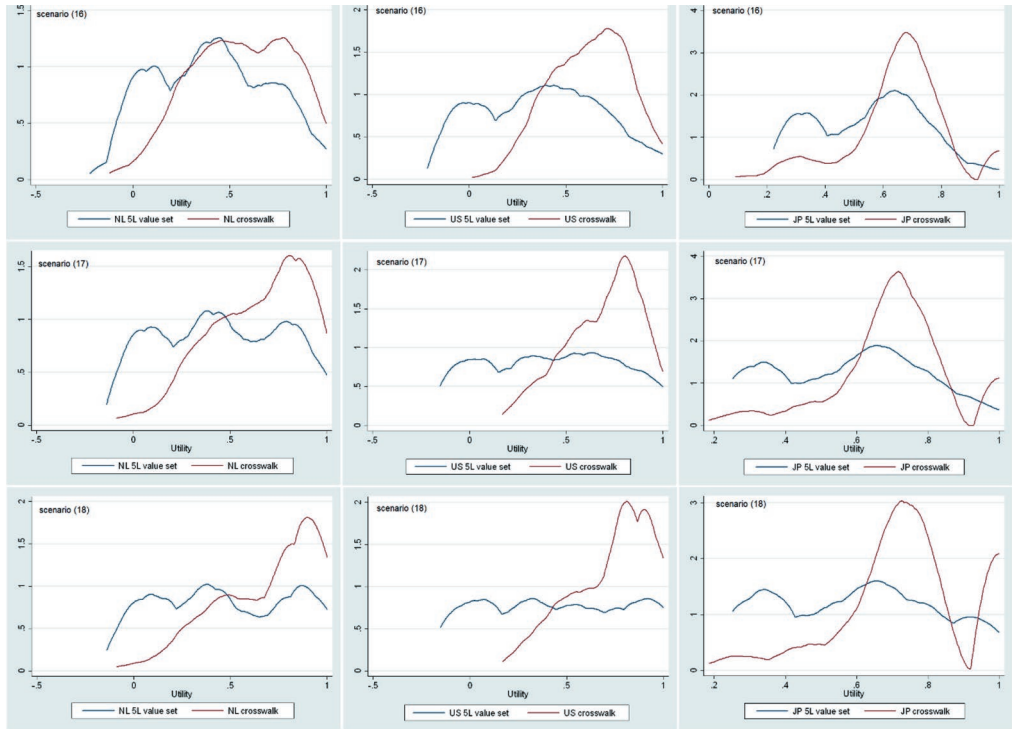 scenario (16)
0 .5 1 1.5
-.5 0 .5 1
Utility
NL 5L value set NL crosswalk
scenario (16)
0 .5 1 1.5 2
-.5 0 .5 1
Utility
US 5L value set US crosswalk
scenario (16)
0 1 2 3 4
0 .2 .4 .6 .8 1
Utility
JP 5L value set JP crosswalk
scenario (17)
0 .5 1 1.5
-.5 0 .5 1
Utility
NL 5L value set NL crosswalk
scenario (17)
0 .5 1 1.5 2
-.5 0 .5 1
Utility
US 5L value set US crosswalk
scenario (17)
0 1 2 3 4
.2 .4 .6 .8 1
Utility
JP 5L value set JP crosswalk
scenario (18)
0 .5 1 1.5 2
-.5 0 .5 1
Utility
NL 5L value set NL crosswalk
scenario (18)
0 .5 1 1.5 2
-.5 0 .5 1
Utility
US 5L value set US crosswalk
scenario (18)
0 1 2 3
.2 .4 .6 .8 1
Utility
JP 5L value set JP crosswalk